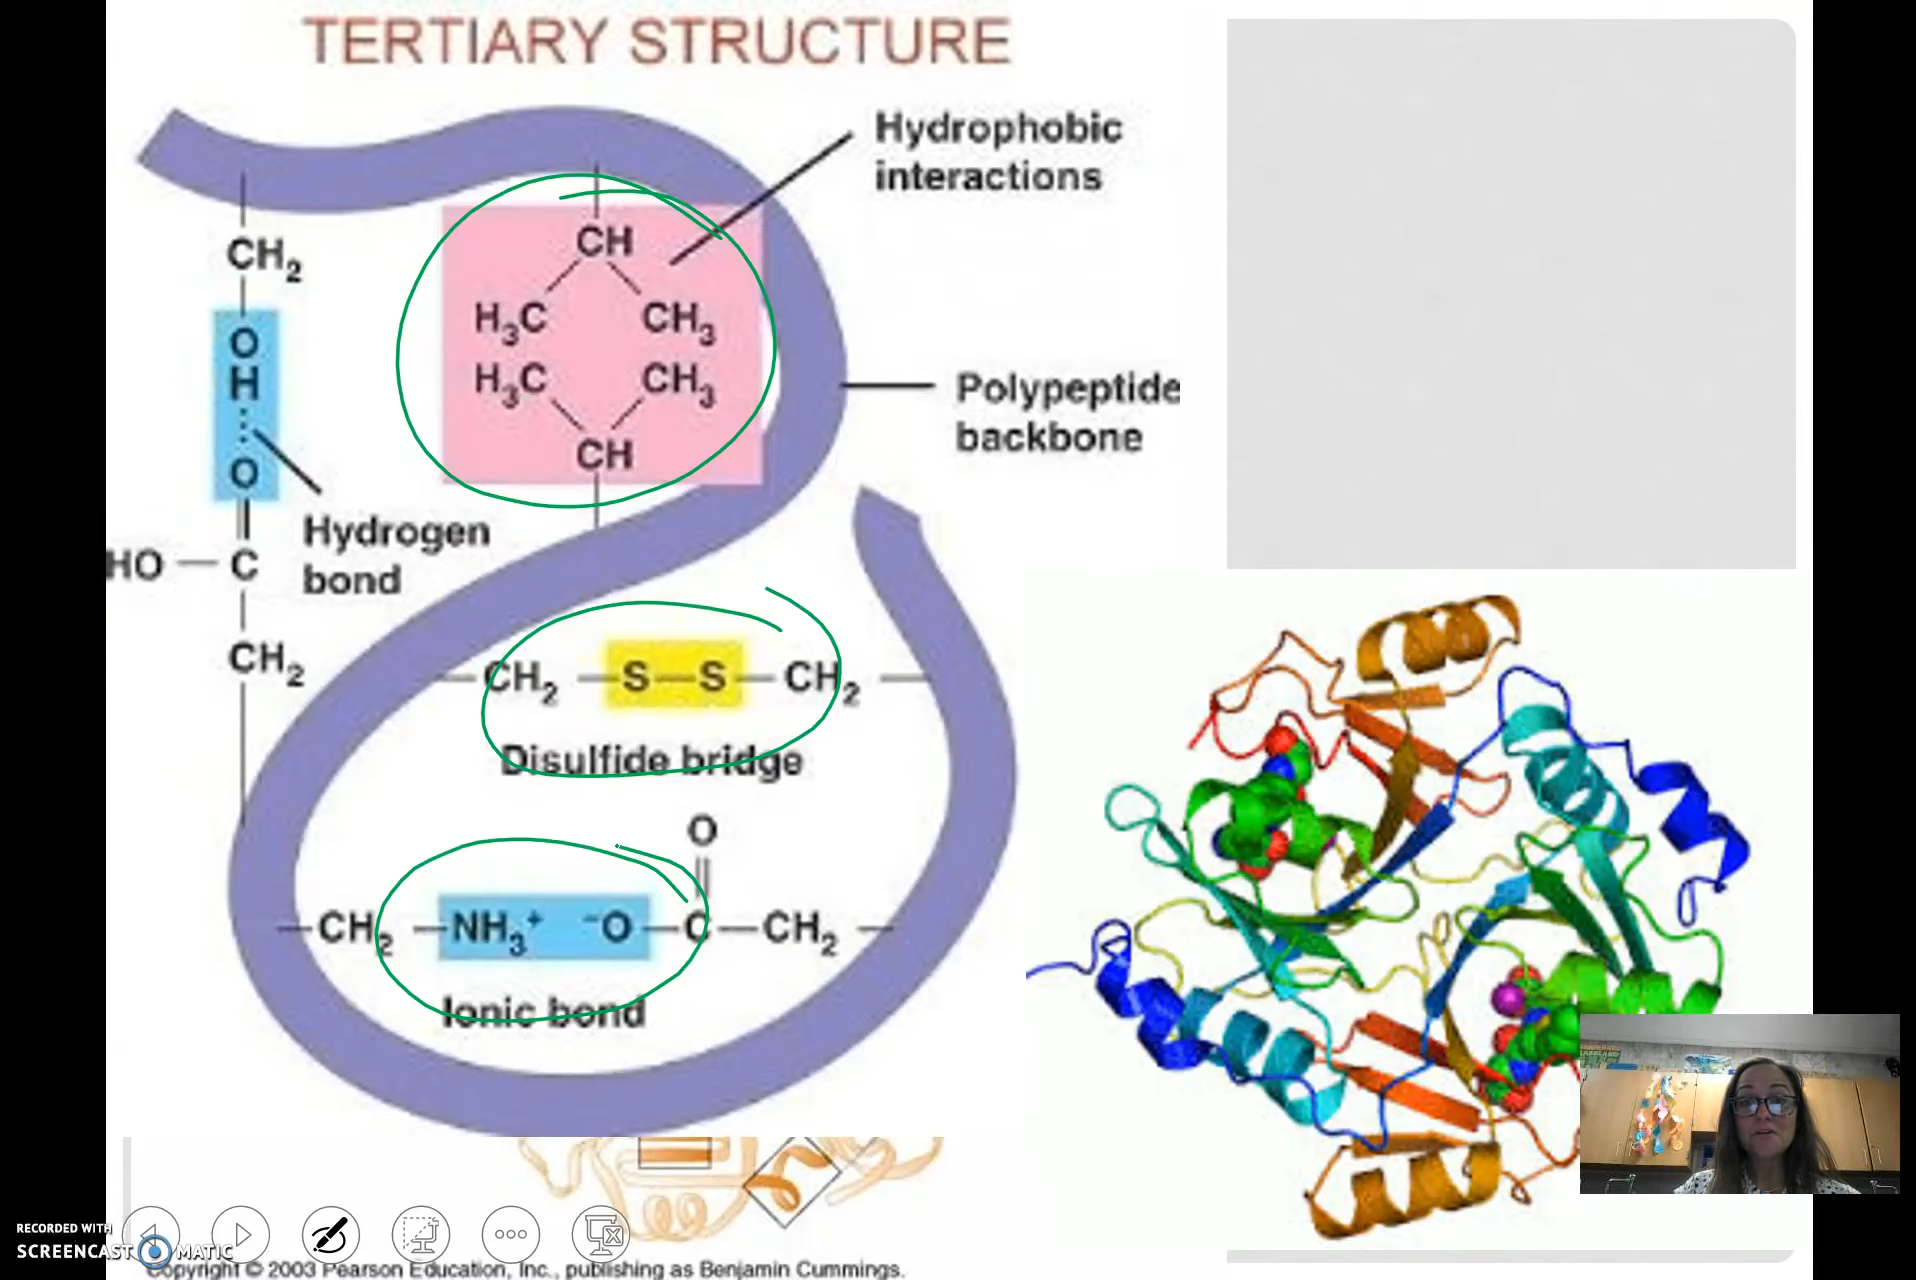 TERTIARY STRUCTURE
Hydrophobic
interactions
CH
CH₂
H₃C
CH₃
O
H
H₃C
CH₃
Polypeptide
backbone
CH
O
Hydrogen
bond
HO
C
CH₂
CH₂
S
S
CH₂
Disulfide bridge
O
CH₂
NH₃⁺
⁻O
C
CH₂
Ionic bond
RECORDED WITH
SCREENCAST MATIC
Copyright © 2003 Pearson Education, Inc., publishing as Benjamin Cummings.